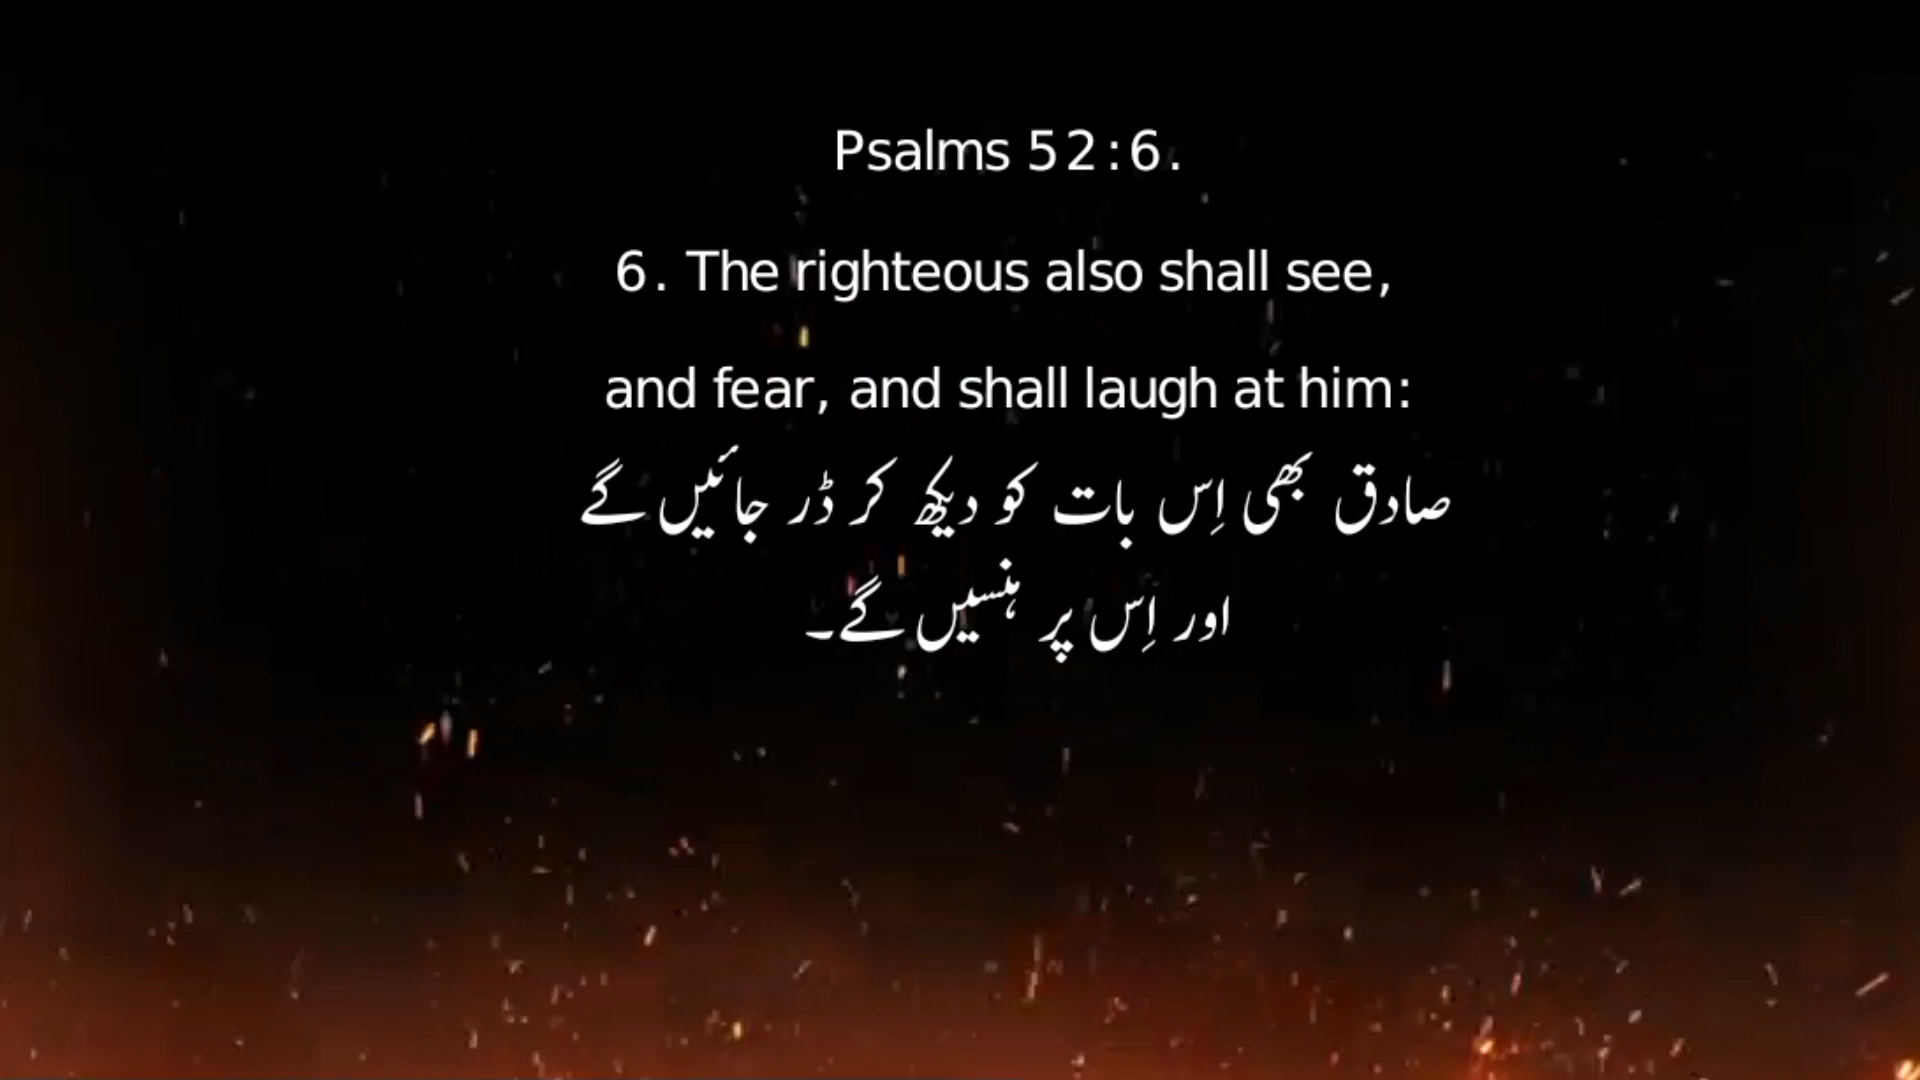 Psalms 52:6.
6. The righteous also shall see,
and fear, and shall laugh at him:
صادق بھی اِس بات کو دیکھ کر ڈر جائیں گے
اور اِس پر ہنسیں گے۔